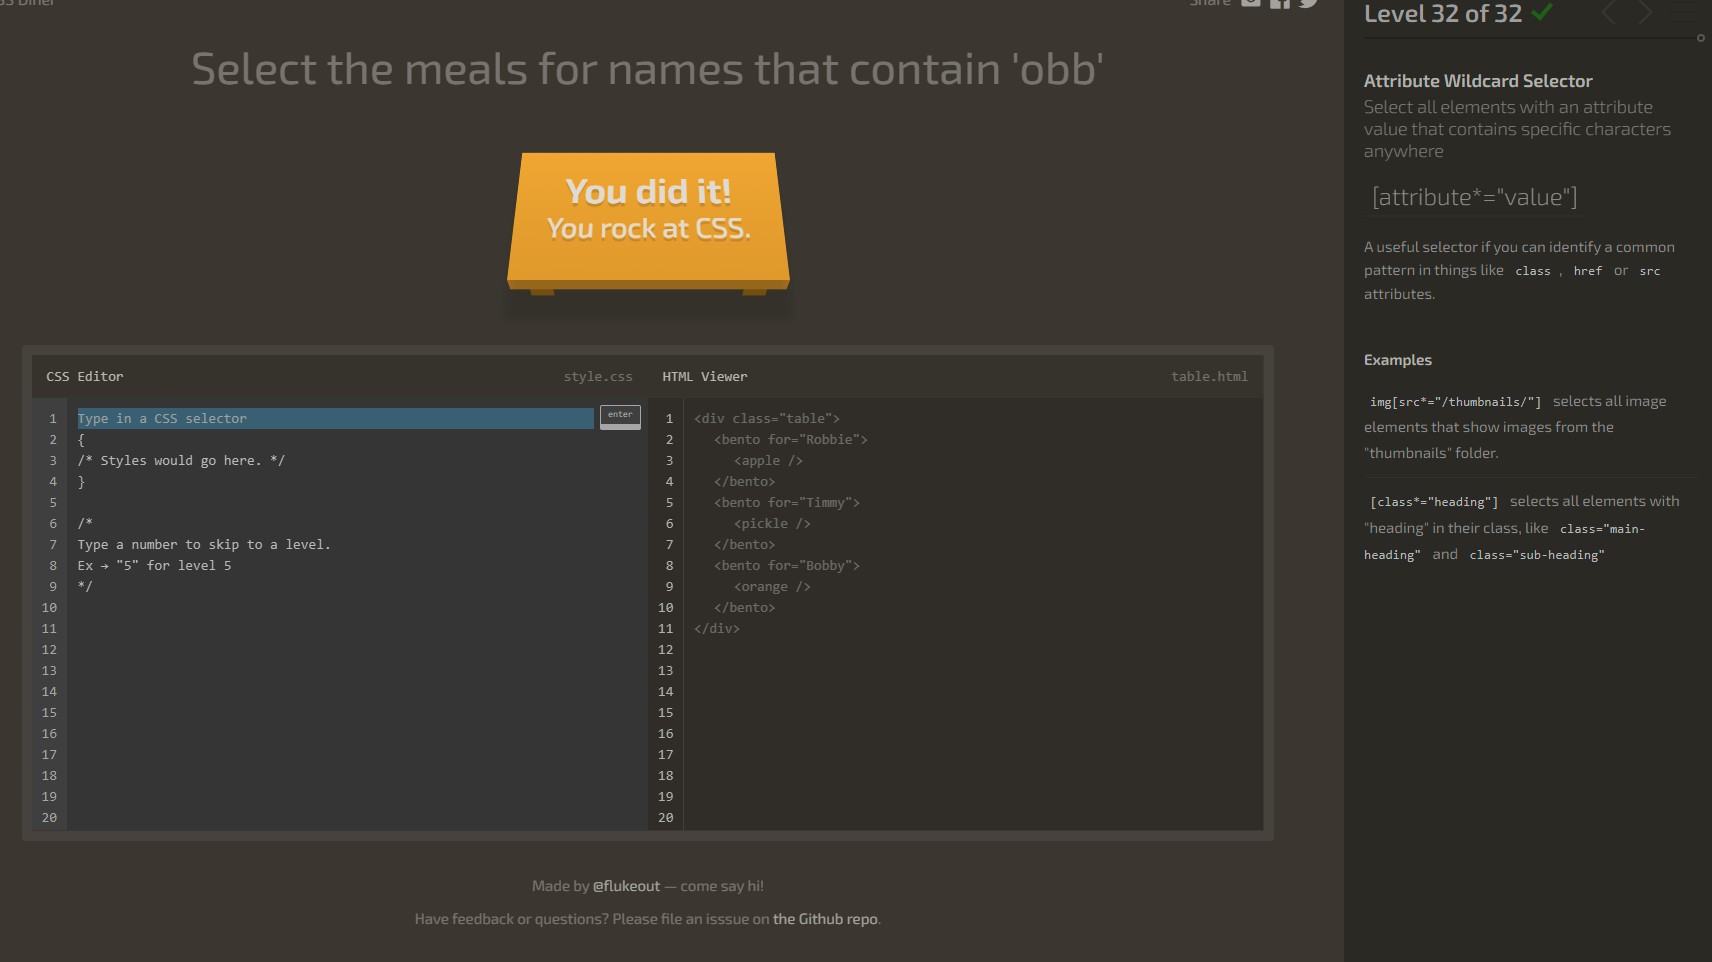 Diner
Share
Level 32 of 32
Select the meals for names that contain 'obb'
You did it!
You rock at CSS.
Attribute Wildcard Selector
Select all elements with an attribute
value that contains specific characters
anywhere
[attribute*="value"]
A useful selector if you can identify a common
pattern in things like class , href or src
attributes.
Examples
img[src*="/thumbnails/"] selects all image
elements that show images from the
"thumbnails" folder.
[class*="heading"] selects all elements with
"heading" in their class, like class="main-
heading" and class="sub-heading"
CSS Editor
style.css
1 Type in a CSS selector
enter
2 {
3 /* Styles would go here. */
4 }
5
6 /*
7 Type a number to skip to a level.
8 Ex → "5" for level 5
9 */
10
11
12
13
14
15
16
17
18
19
20
HTML Viewer
table.html
1 <div class="table">
2 <bento for="Robbie">
3 <apple />
4 </bento>
5 <bento for="Timmy">
6 <pickle />
7 </bento>
8 <bento for="Bobby">
9 <orange />
10 </bento>
11 </div>
12
13
14
15
16
17
18
19
20
Made by @flukeout — come say hi!
Have feedback or questions? Please file an isssue on the Github repo.